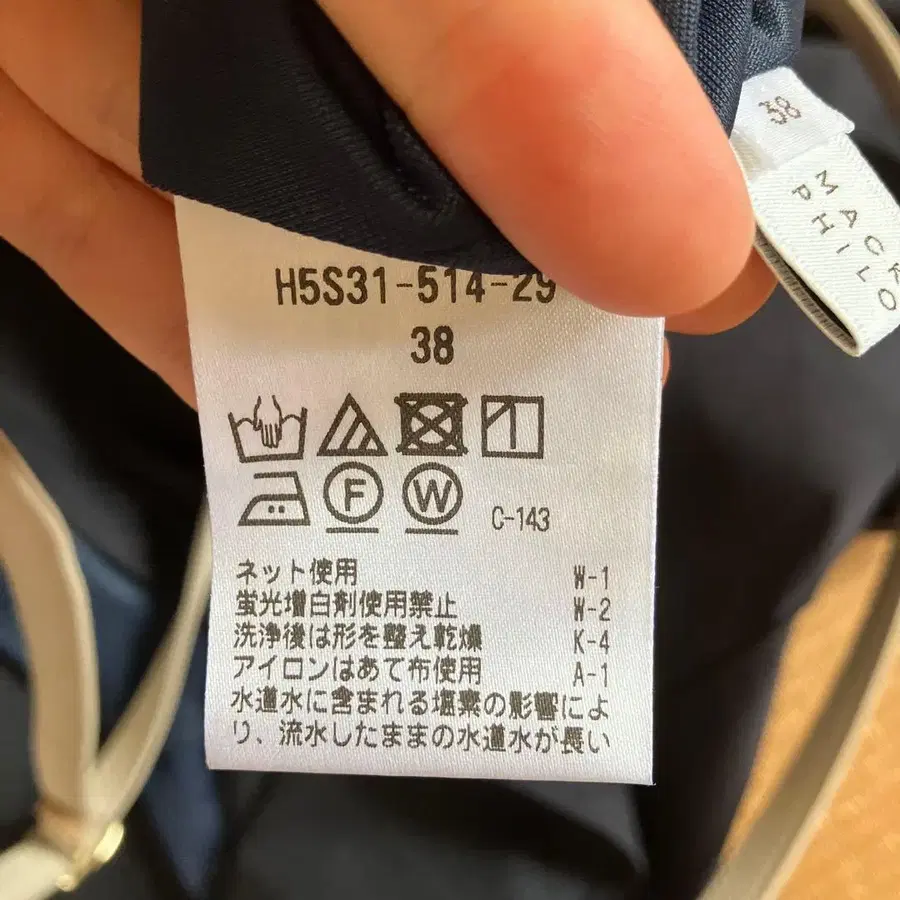 38
MACK
PHILO
H5S31-514-29
38
F W C-143
ネット使用 W-1
蛍光増白剤使用禁止 W-2
洗浄後は形を整え乾燥 K-4
アイロンはあて布使用 A-1
水道水に含まれる塩素の影響によ
り、流水したままの水道水が長い